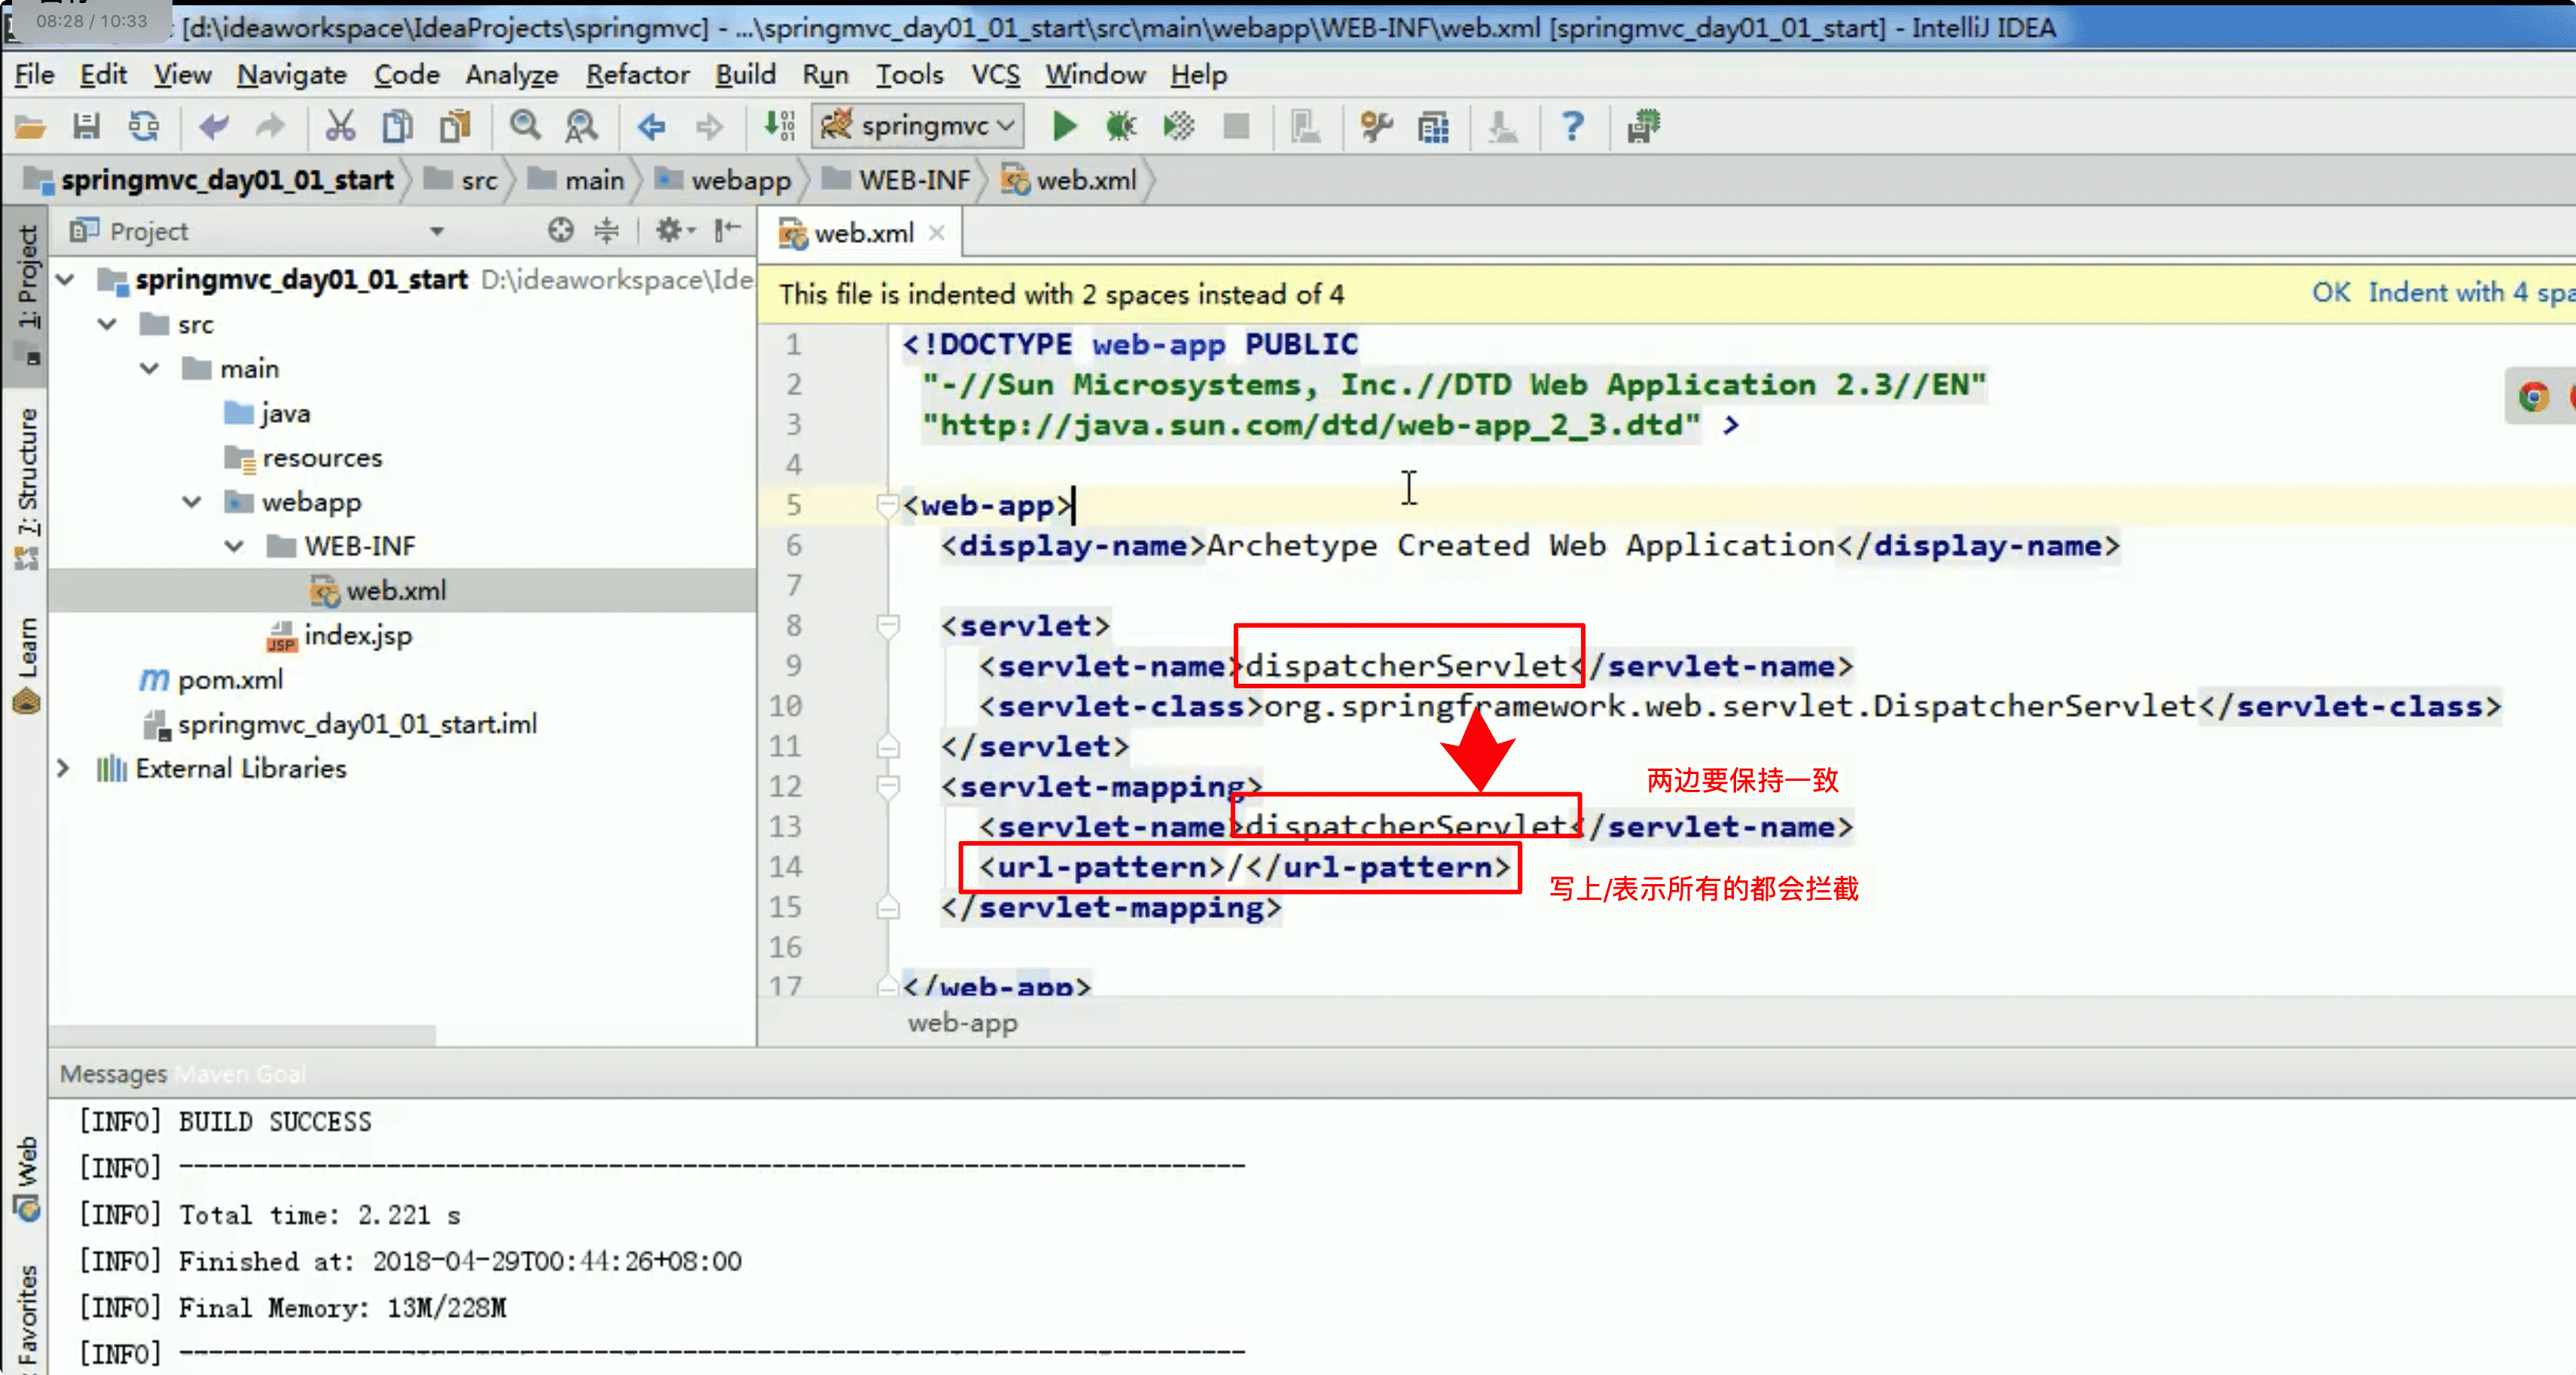 08:28 / 10:33
[d:\ideaworkspace\IdeaProjects\springmvc] - ...\springmvc_day01_01_start\src\main\webapp\WEB-INF\web.xml [springmvc_day01_01_start] - IntelliJ IDEA
File Edit View Navigate Code Analyze Refactor Build Run Tools VCS Window Help
springmvc
springmvc_day01_01_start src main webapp WEB-INF web.xml
1: Project
7: Structure
Learn
Web
Favorites
Project
springmvc_day01_01_start D:\ideaworkspace\Ide
src
main
java
resources
webapp
WEB-INF
web.xml
index.jsp
pom.xml
springmvc_day01_01_start.iml
External Libraries
web.xml
This file is indented with 2 spaces instead of 4 OK Indent with 4 spa
1 <!DOCTYPE web-app PUBLIC
2 "-//Sun Microsystems, Inc.//DTD Web Application 2.3//EN"
3 "http://java.sun.com/dtd/web-app_2_3.dtd" >
4
5 <web-app>
6 <display-name>Archetype Created Web Application</display-name>
7
8 <servlet>
9 <servlet-name>dispatcherServlet</servlet-name>
10 <servlet-class>org.springframework.web.servlet.DispatcherServlet</servlet-class>
11 </servlet>
12 <servlet-mapping>
两边要保持一致
13 <servlet-name>dispatcherServlet</servlet-name>
14 <url-pattern>/</url-pattern>
写上/表示所有的都会拦截
15 </servlet-mapping>
16
17 </web-app>
web-app
Messages Maven Goal
[INFO] BUILD SUCCESS
[INFO] ------------------------------------------------------------------------
[INFO] Total time: 2.221 s
[INFO] Finished at: 2018-04-29T00:44:26+08:00
[INFO] Final Memory: 13M/228M
[INFO] ------------------------------------------------------------------------